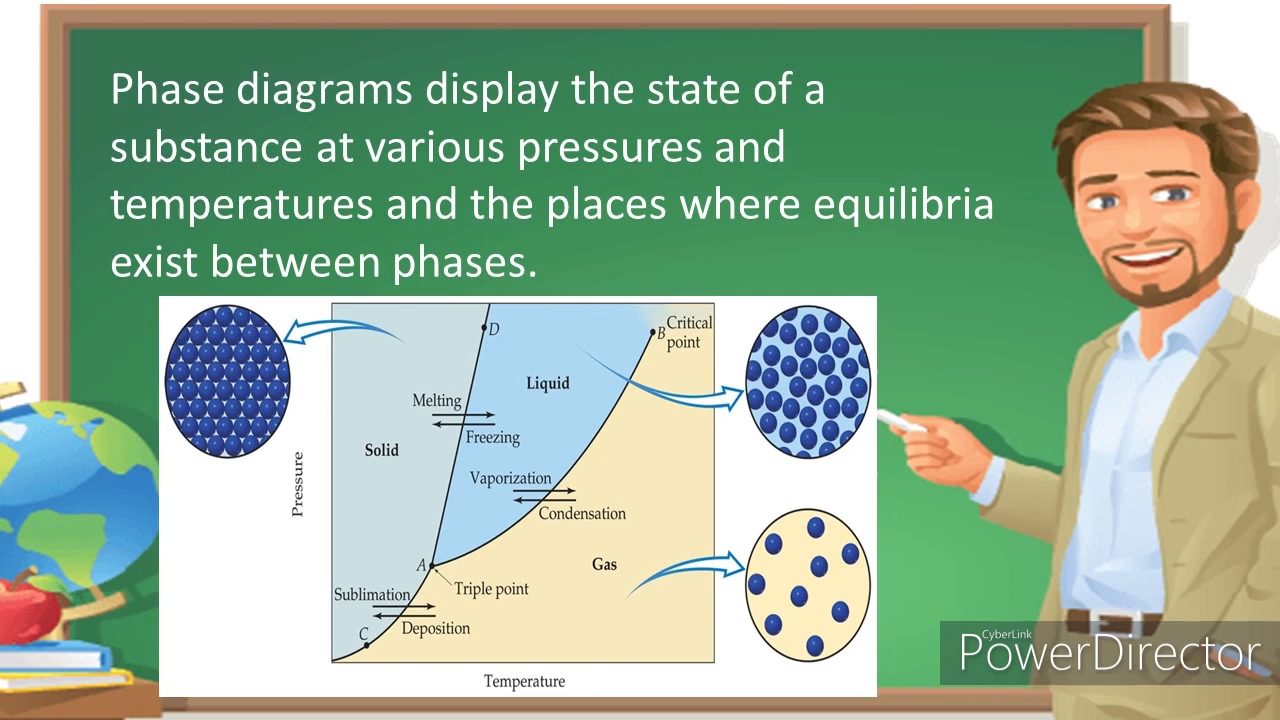 Phase diagrams display the state of a
substance at various pressures and
temperatures and the places where equilibria
exist between phases.
D
B
Critical
point
Liquid
Melting
Freezing
Solid
Pressure
Vaporization
Condensation
A
Triple point
Gas
Sublimation
Deposition
C
Temperature
CyberLink
PowerDirector